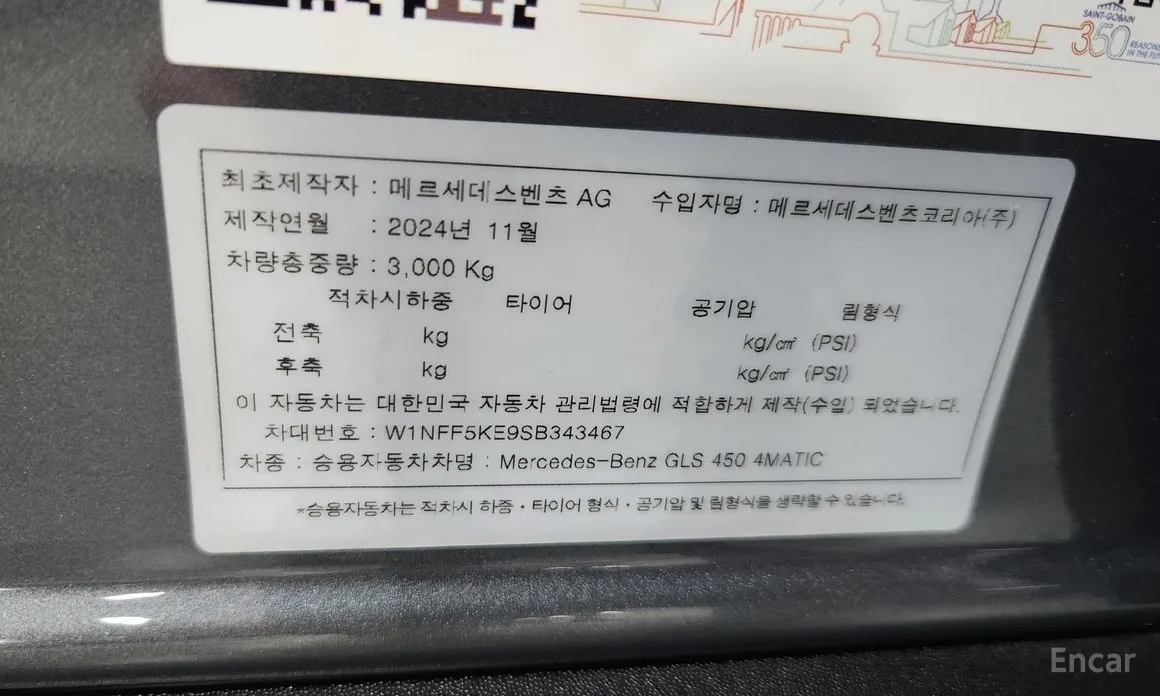 SAINT-GOBAIN
350 REASONS
IN THE FUTURE
최초제작자 : 메르세데스벤츠 AG 수입자명 : 메르세데스벤츠코리아(주)
제작연월 : 2024년 11월
차량총중량 : 3,000 Kg
적차시하중 타이어 공기압 림형식
전축 kg kg/㎠ (PSI)
후축 kg kg/㎠ (PSI)
이 자동차는 대한민국 자동차 관리법령에 적합하게 제작(수입) 되었습니다.
차대번호 : W1NFF5KE9SB343467
차종 : 승용자동차차명 : Mercedes-Benz GLS 450 4MATIC
*승용자동차는 적차시 하중·타이어 형식·공기압 및 림형식을 생략할 수 있습니다.
Encar